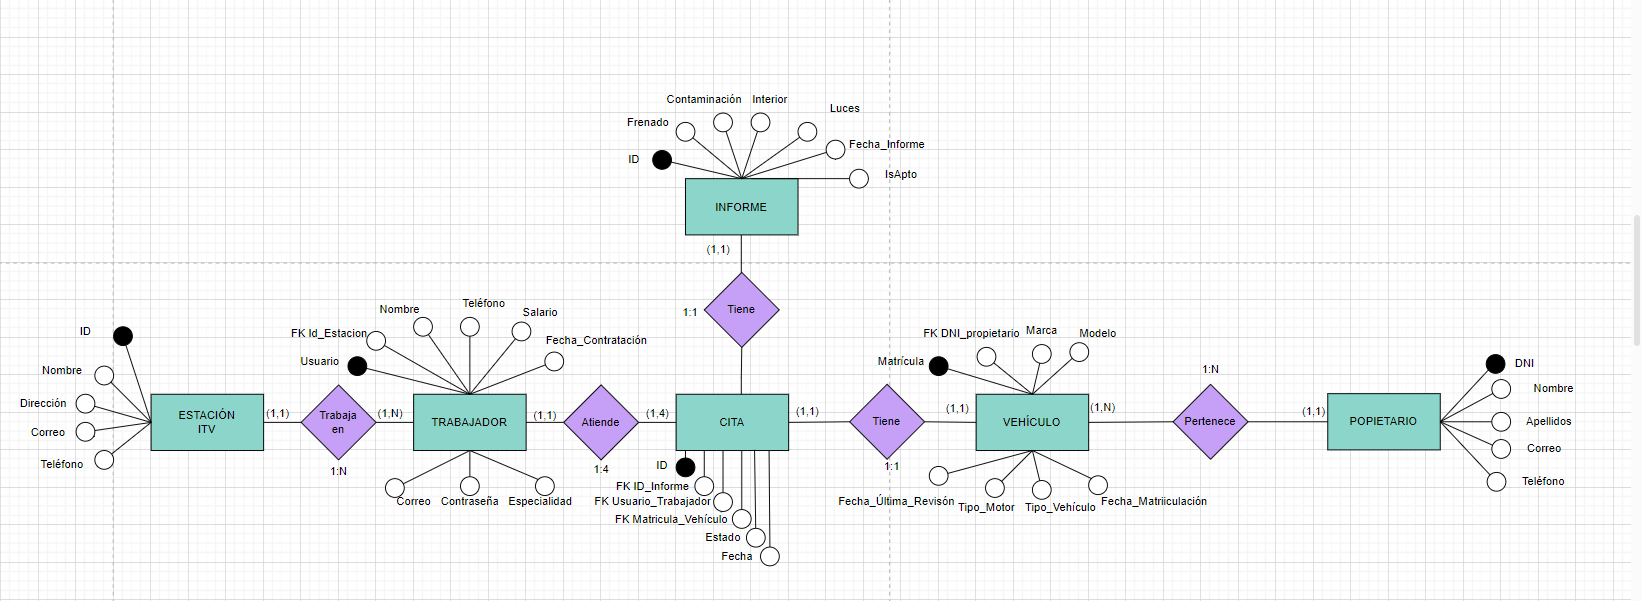 Contaminación
Interior
Luces
Frenado
Fecha_Informe
ID
IsApto
INFORME
(1,1)
1:1
Tiene
ID
Nombre
Dirección
Correo
Teléfono
ESTACIÓN
ITV
(1,1)
Trabaja
en
1:N
(1,N)
Nombre
Teléfono
Salario
FK Id_Estacion
Fecha_Contratación
Usuario
TRABAJADOR
Correo
Contraseña
Especialidad
(1,1)
Atiende
1:4
(1,4)
CITA
ID
FK ID_Informe
FK Usuario_Trabajador
FK Matricula_Vehículo
Estado
Fecha
(1,1)
Tiene
1:1
(1,1)
FK DNI_propietario
Marca
Modelo
Matrícula
VEHÍCULO
Fecha_Última_Revisón
Tipo_Motor
Tipo_Vehículo
Fecha_Matriiculación
(1,N)
1:N
Pertenece
(1,1)
POPIETARIO
DNI
Nombre
Apellidos
Correo
Teléfono